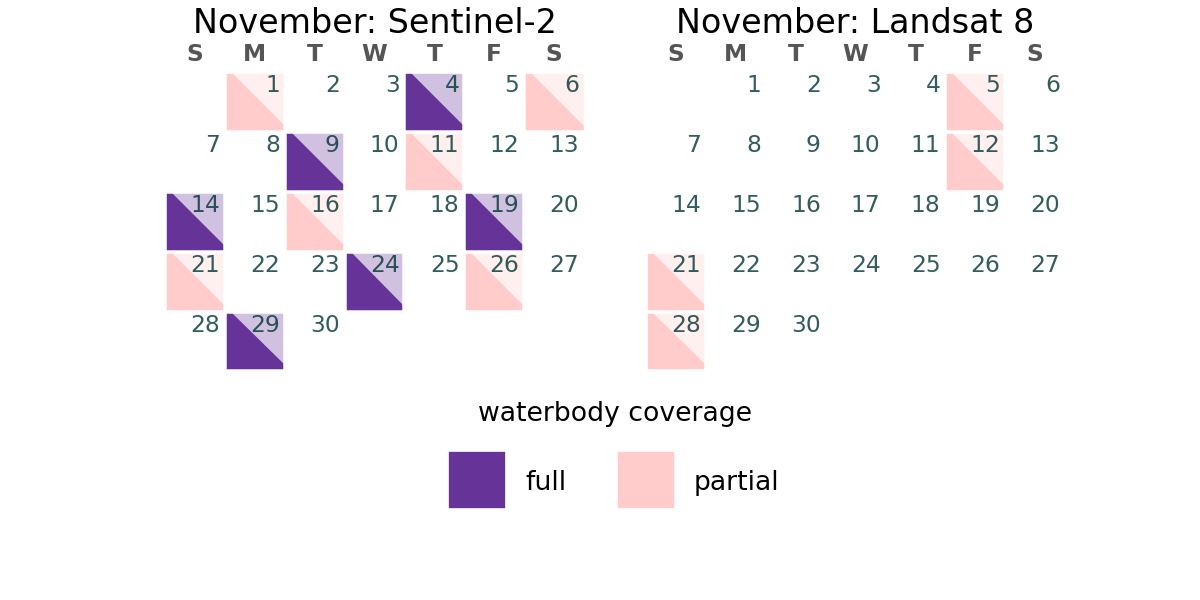 November: Sentinel-2
S M T W T F S
1 2 3 4 5 6
7 8 9 10 11 12 13
14 15 16 17 18 19 20
21 22 23 24 25 26 27
28 29 30
November: Landsat 8
S M T W T F S
1 2 3 4 5 6
7 8 9 10 11 12 13
14 15 16 17 18 19 20
21 22 23 24 25 26 27
28 29 30
waterbody coverage
full partial